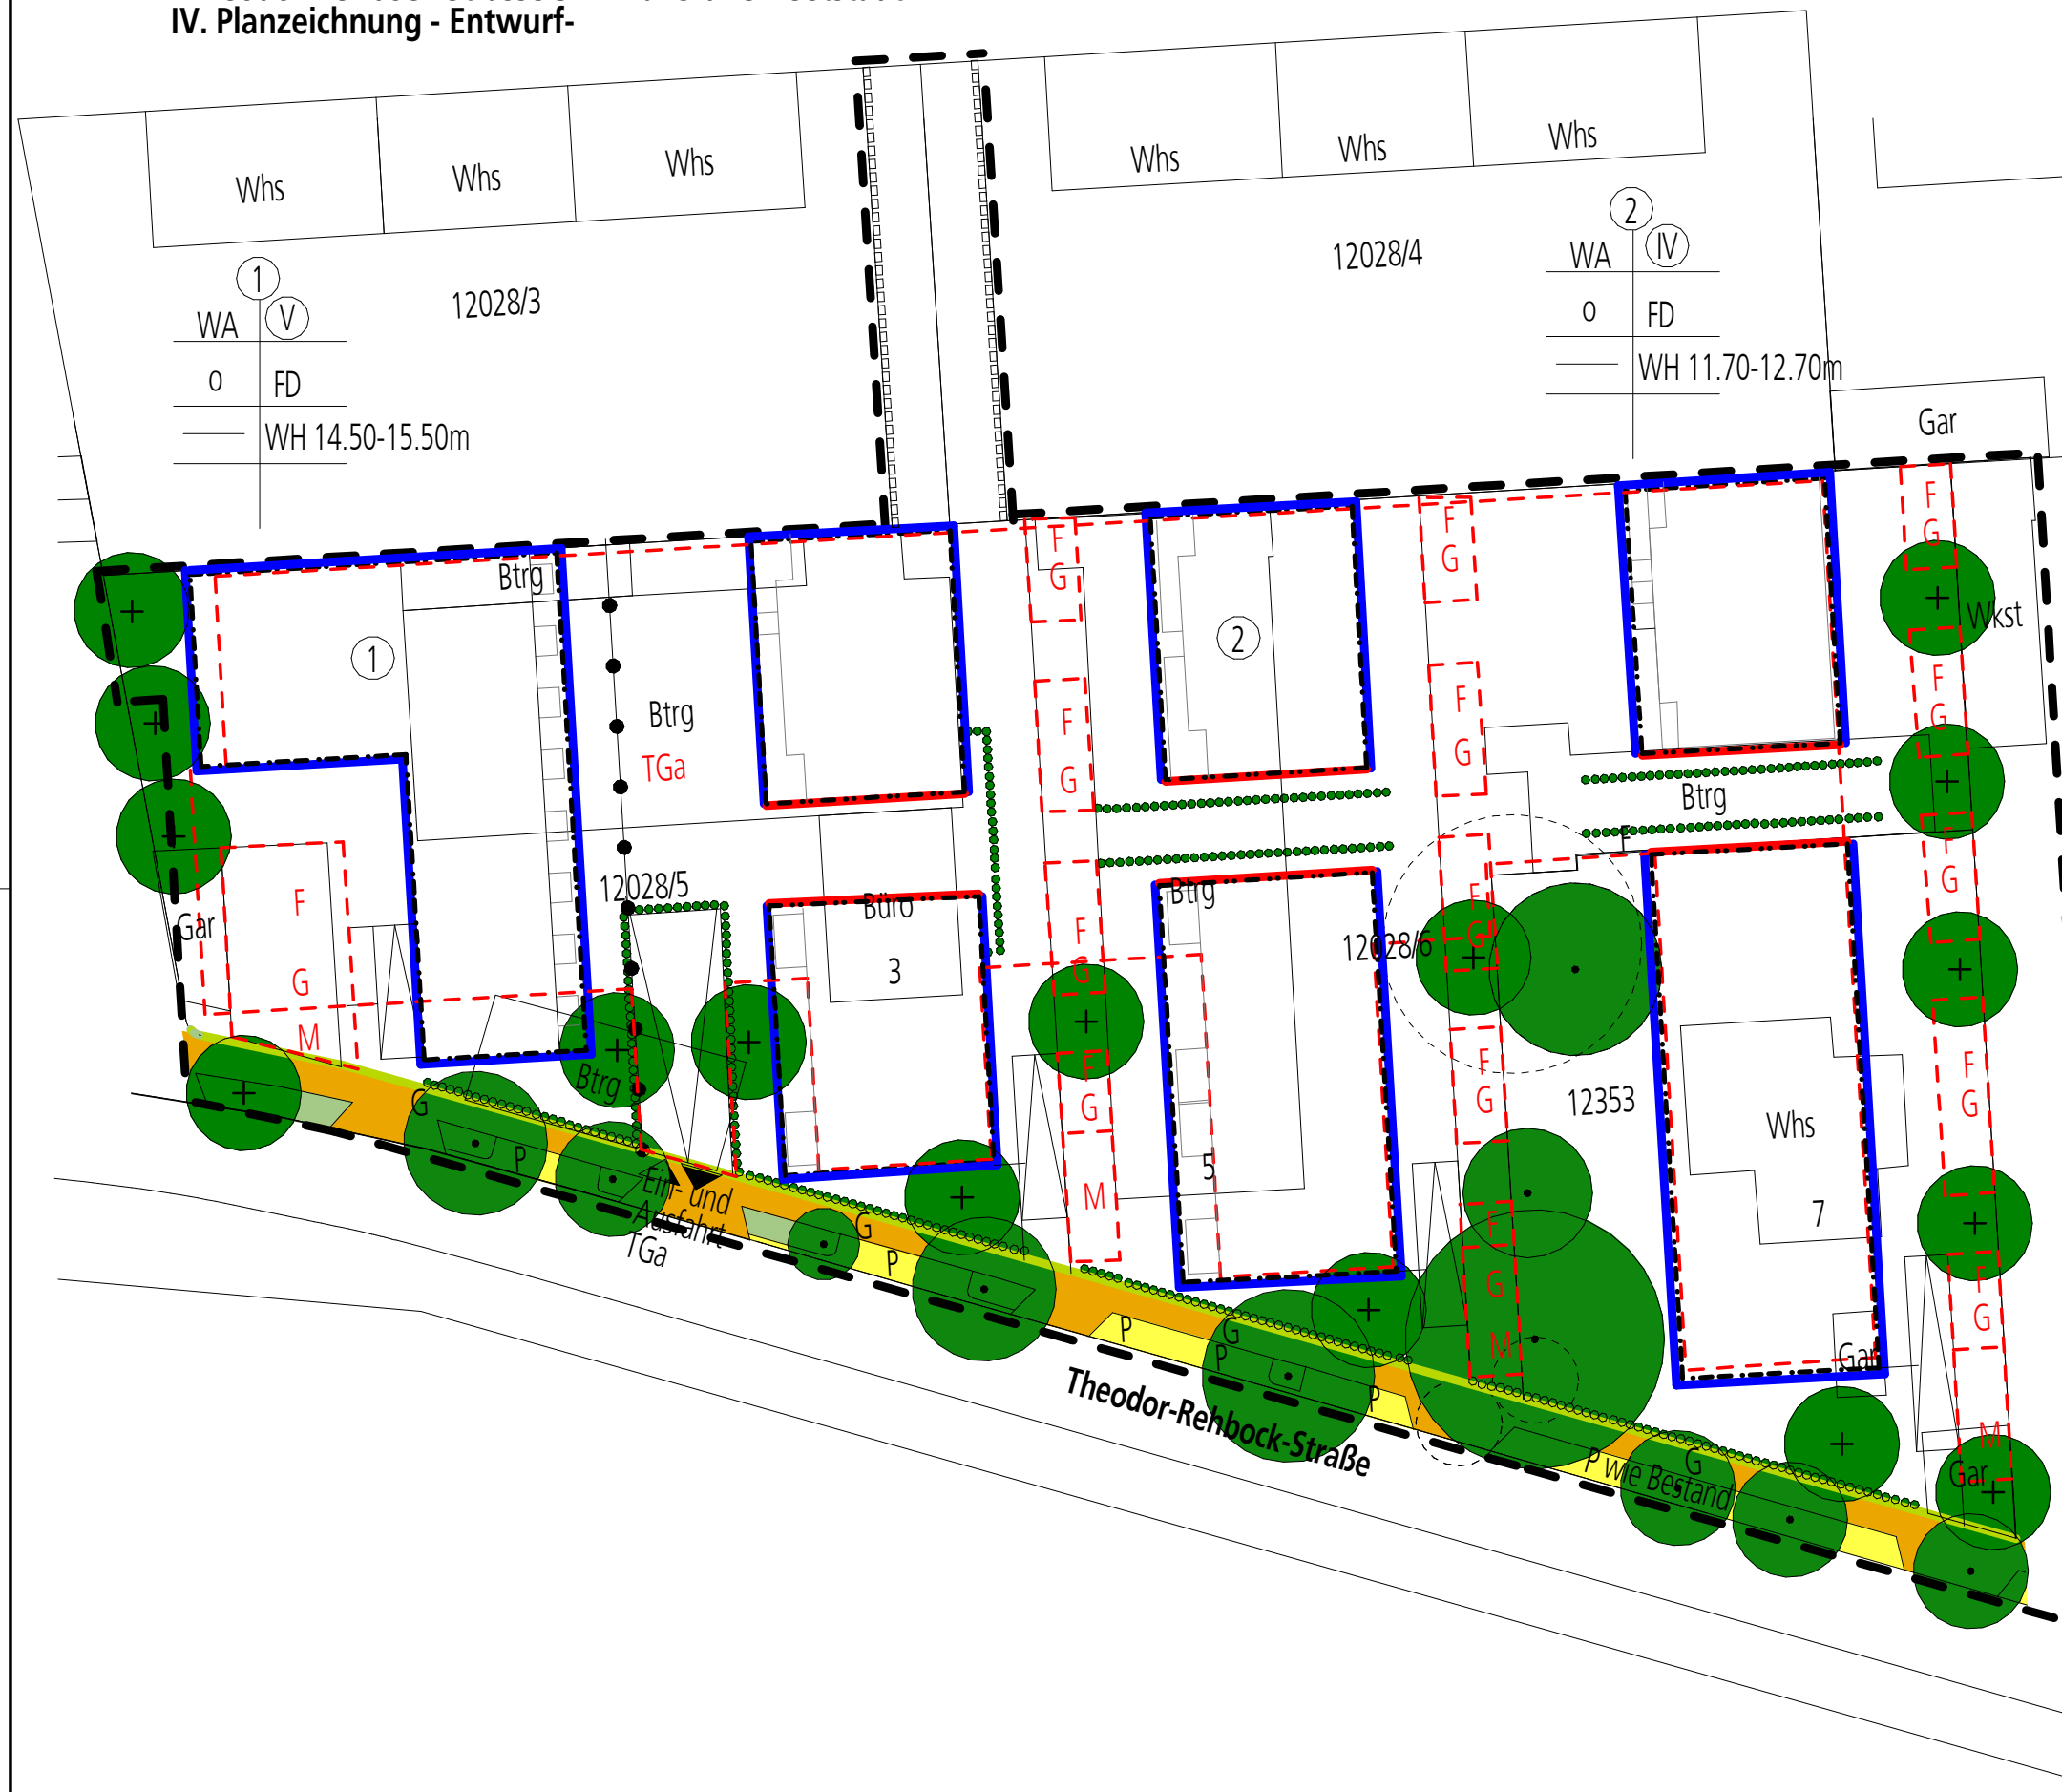 IV. Planzeichnung - Entwurf-
Whs
Whs
Whs
Whs
Whs
Whs
1
WA
V
o
FD
WH 14.50-15.50m
12028/3
12028/4
2
WA
IV
o
FD
WH 11.70-12.70m
Gar
Btrg
1
Btrg
TGa
F
G
F
G
2
F
G
F
G
F
G
Wkst
F
G
Btrg
F
12028/5
Büro
3
Btrg
12028/6
F
G
F
G
F
G
Gar
F
G
M
F
G
M
Btrg
5
F
G
12353
Whs
7
F
G
G
P
Ein- und
Ausfahrt
TGa
G
P
P
G
P
P
F
G
M
Gar
F
G
M
Gar
Theodor-Rehbock-Straße
G
P wie Bestand